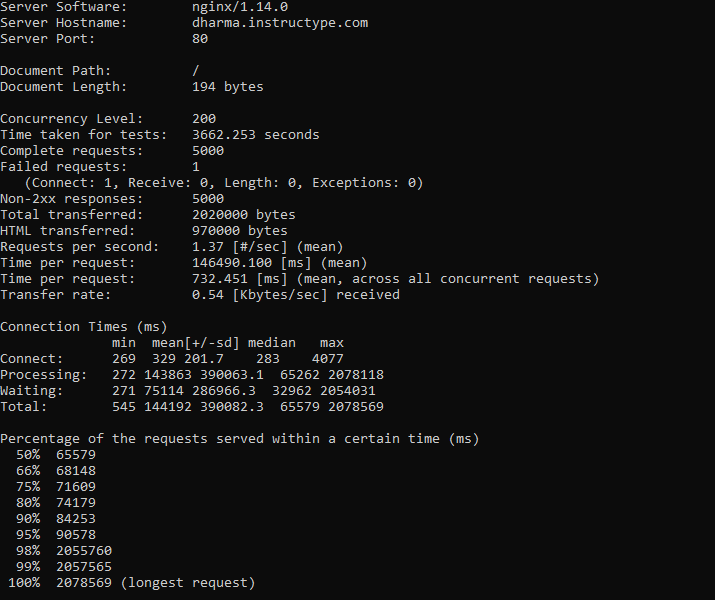 Server Software:        nginx/1.14.0
Server Hostname:        dharma.instructype.com
Server Port:            80

Document Path:          /
Document Length:        194 bytes

Concurrency Level:      200
Time taken for tests:   3662.253 seconds
Complete requests:      5000
Failed requests:        1
   (Connect: 1, Receive: 0, Length: 0, Exceptions: 0)
Non-2xx responses:      5000
Total transferred:      2020000 bytes
HTML transferred:       970000 bytes
Requests per second:    1.37 [#/sec] (mean)
Time per request:       146490.100 [ms] (mean)
Time per request:       732.451 [ms] (mean, across all concurrent requests)
Transfer rate:          0.54 [Kbytes/sec] received

Connection Times (ms)
              min  mean[+/-sd] median   max
Connect:      269  329 201.7    283    4077
Processing:   272 143863 390063.1  65262 2078118
Waiting:      271 75114 286966.3  32962 2054031
Total:        545 144192 390082.3  65579 2078569

Percentage of the requests served within a certain time (ms)
  50%  65579
  66%  68148
  75%  71609
  80%  74179
  90%  84253
  95%  90578
  98%  2055760
  99%  2057565
 100%  2078569 (longest request)